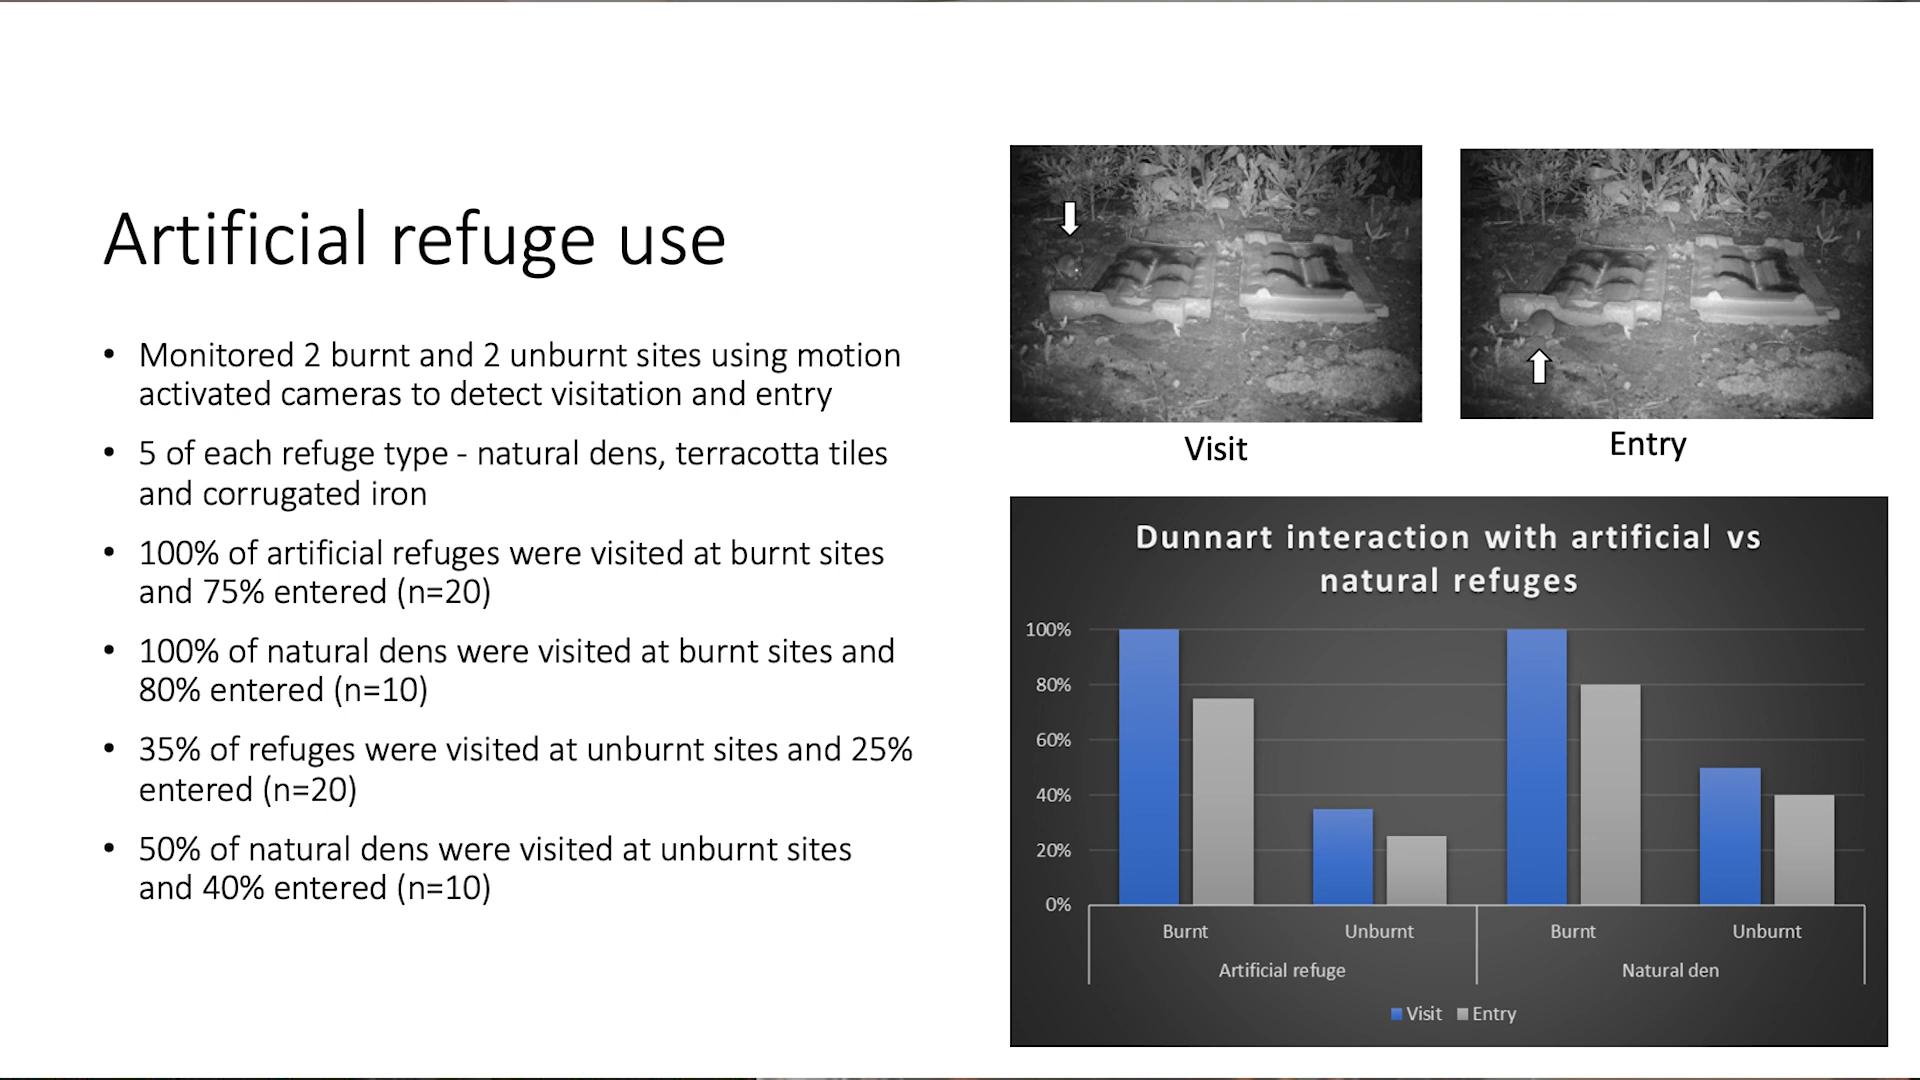 Artificial refuge use
• Monitored 2 burnt and 2 unburnt sites using motion
activated cameras to detect visitation and entry
• 5 of each refuge type - natural dens, terracotta tiles
and corrugated iron
• 100% of artificial refuges were visited at burnt sites
and 75% entered (n=20)
• 100% of natural dens were visited at burnt sites and
80% entered (n=10)
• 35% of refuges were visited at unburnt sites and 25%
entered (n=20)
• 50% of natural dens were visited at unburnt sites
and 40% entered (n=10)
Visit
Entry
Dunnart interaction with artificial vs
natural refuges
100%
80%
60%
40%
20%
0%
Burnt Unburnt Burnt Unburnt
Artificial refuge Natural den
Visit Entry